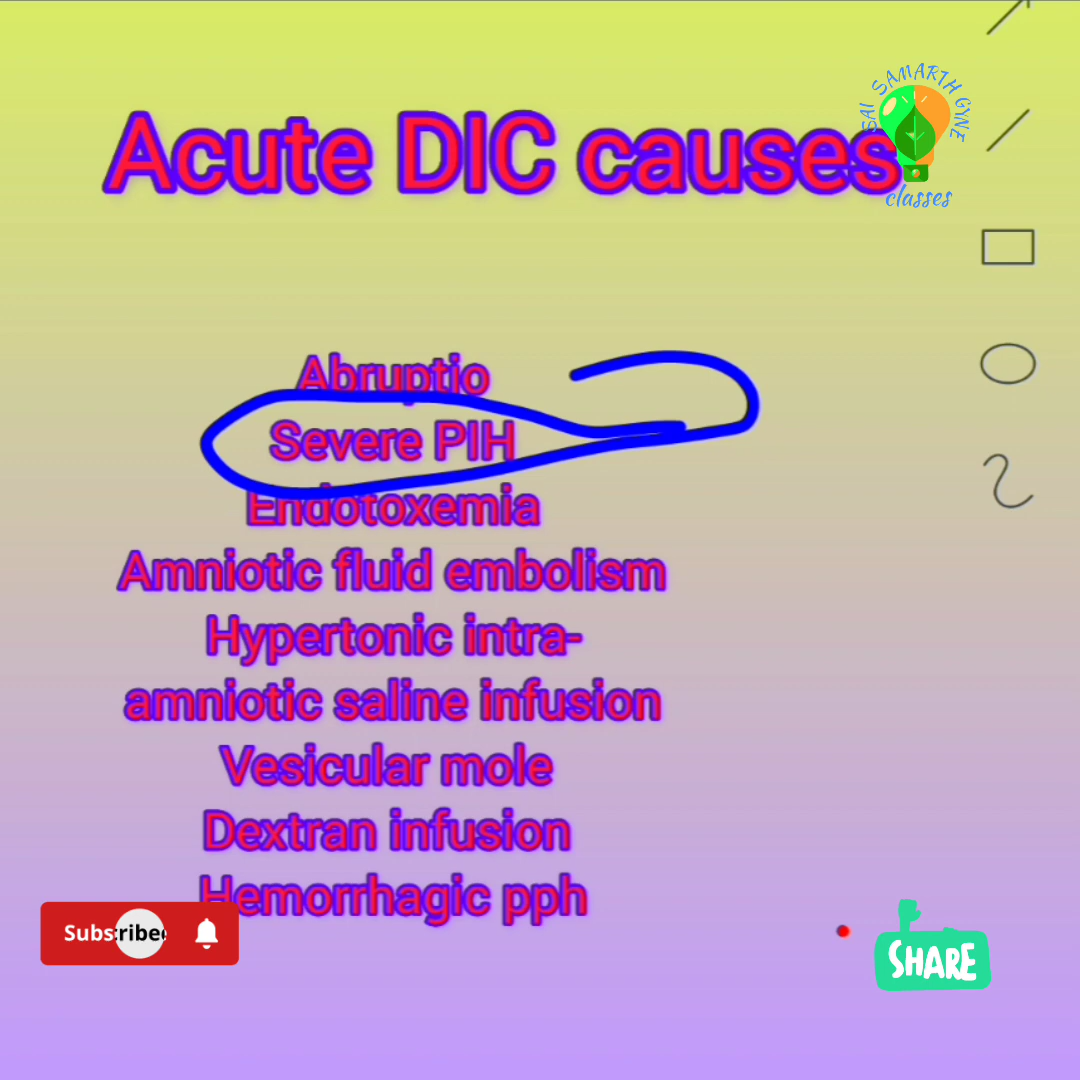 Acute DIC causes
SAI SAMARTH GYNE
classes
Abruptio
Severe PIH
Endotoxemia
Amniotic fluid embolism
Hypertonic intra-
amniotic saline infusion
Vesicular mole
Dextran infusion
Hemorrhagic pph
Subscribed
SHARE